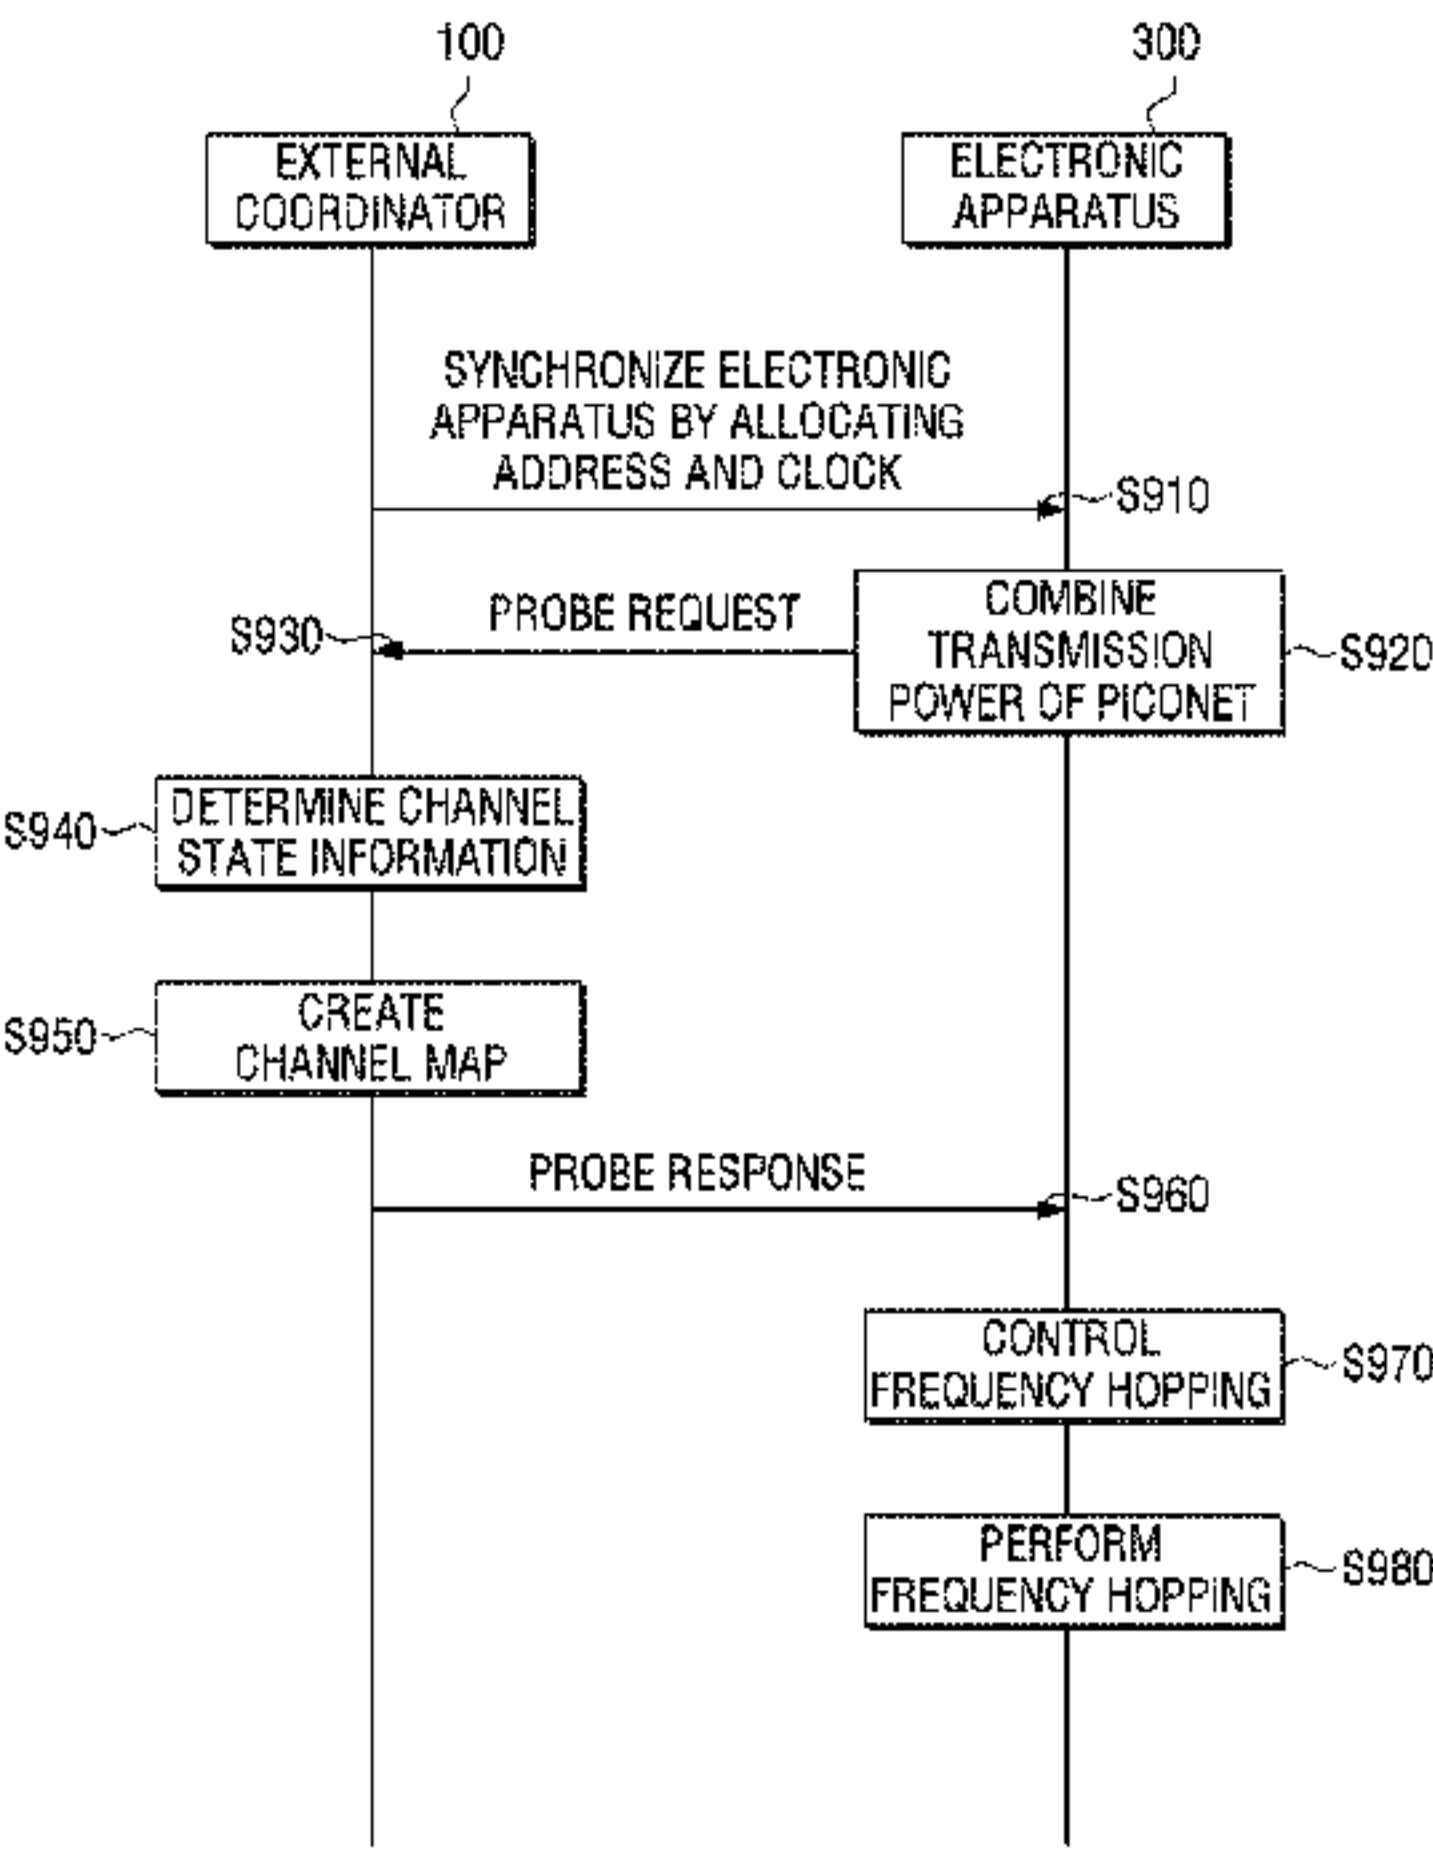 100
300
EXTERNAL
COORDINATOR
ELECTRONIC
APPARATUS
SYNCHRONIZE ELECTRONIC
APPARATUS BY ALLOCATING
ADDRESS AND CLOCK
S910
COMBINE
TRANSMISSION
POWER OF PICONET
S920
PROBE REQUEST
S930
DETERMINE CHANNEL
STATE INFORMATION
S940
CREATE
CHANNEL MAP
S950
PROBE RESPONSE
S960
CONTROL
FREQUENCY HOPPING
S970
PERFORM
FREQUENCY HOPPING
S980